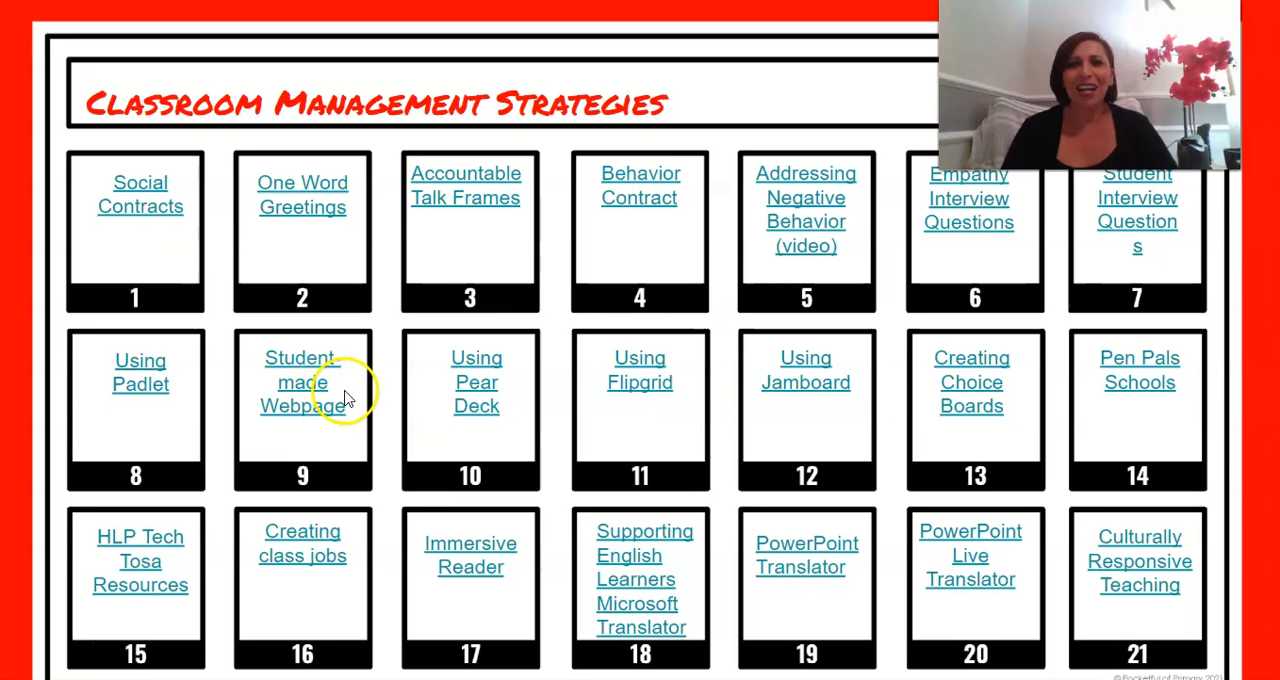 Classroom Management Strategies
Social
Contracts
1
One Word
Greetings
2
Accountable
Talk Frames
3
Behavior
Contract
4
Addressing
Negative
Behavior
(video)
5
Empathy
Interview
Questions
6
Student
Interview
Question
s
7
Using
Padlet
8
Student-
made
Webpage
9
Using
Pear
Deck
10
Using
Flipgrid
11
Using
Jamboard
12
Creating
Choice
Boards
13
Pen Pals
Schools
14
HLP Tech
Tosa
Resources
15
Creating
class jobs
16
Immersive
Reader
17
Supporting
English
Learners
Microsoft
Translator
18
PowerPoint
Translator
19
PowerPoint
Live
Translator
20
Culturally
Responsive
Teaching
21
© Pocketful of Primary 2021